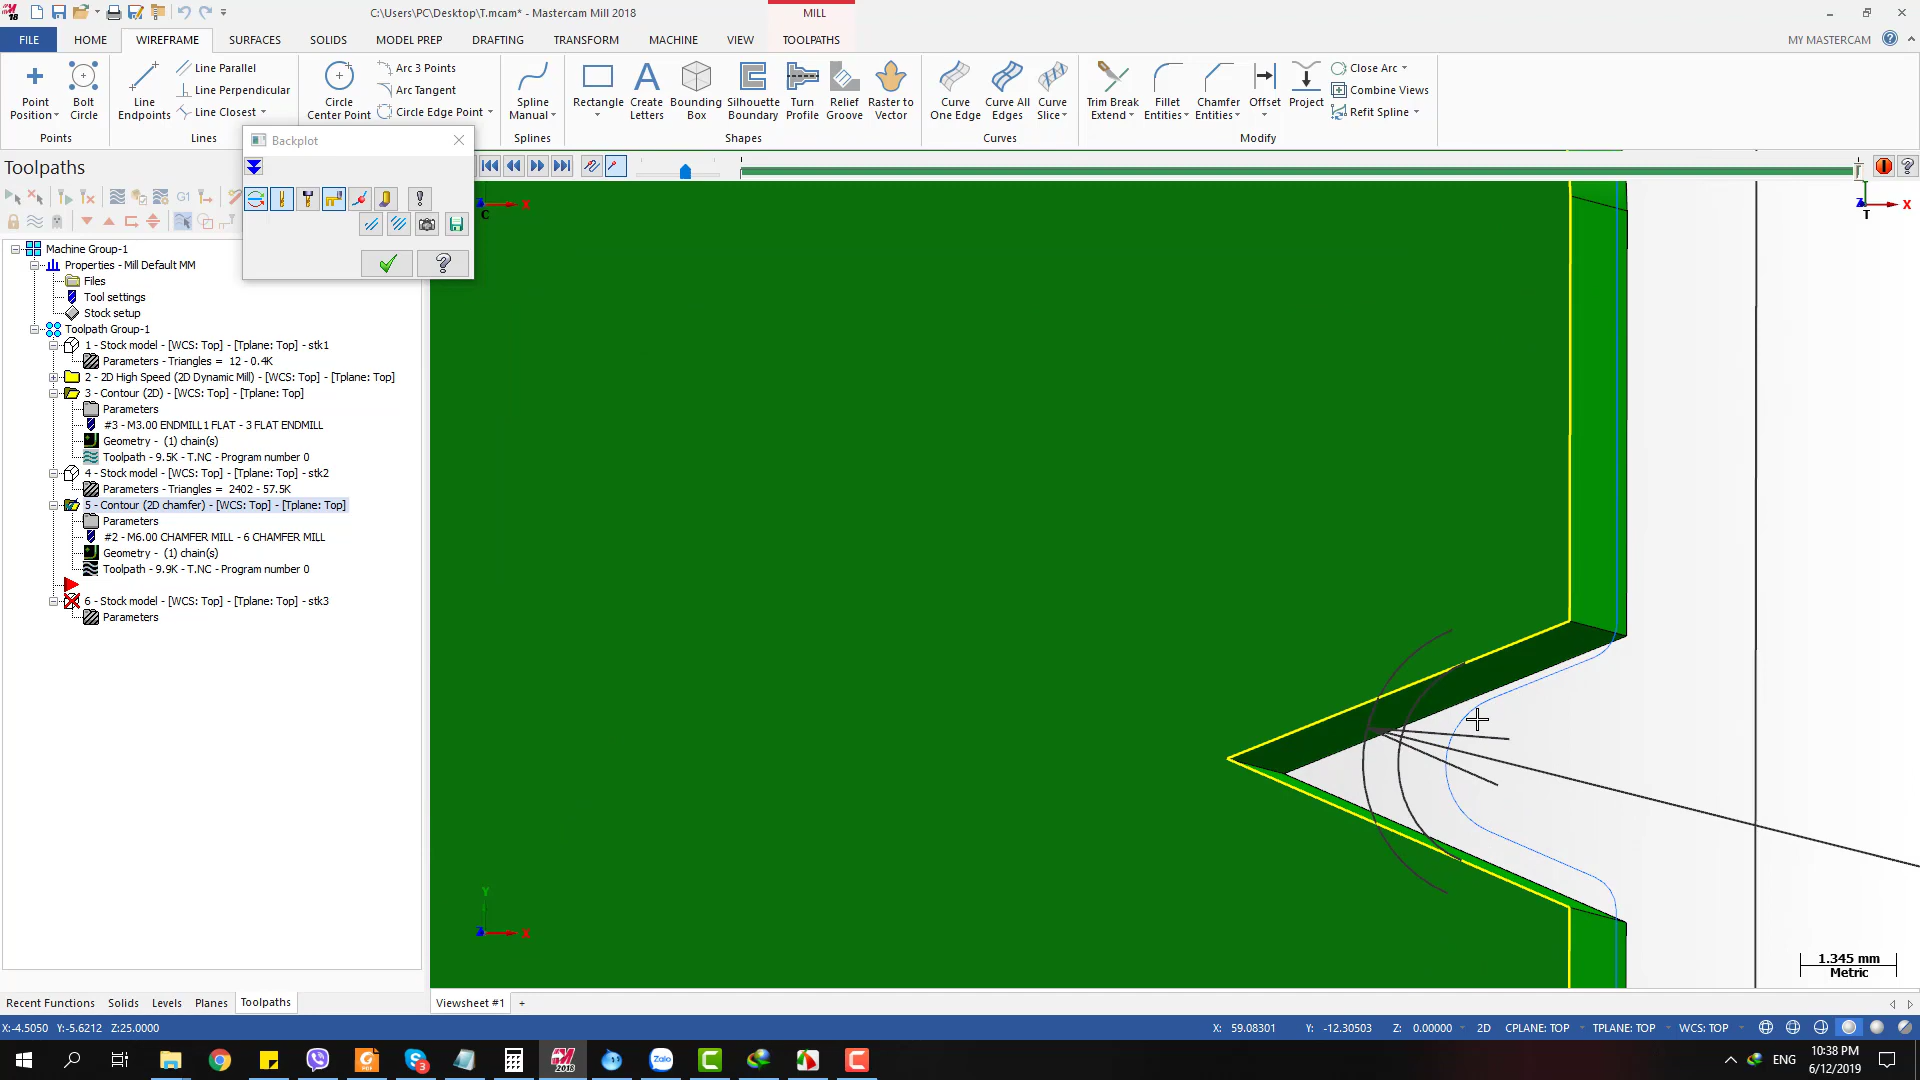 C:\Users\PC\Desktop\T.mcam* - Mastercam Mill 2018
MILL
FILE
HOME
WIREFRAME
SURFACES
SOLIDS
MODEL PREP
DRAFTING
TRANSFORM
MACHINE
VIEW
TOOLPATHS
MY MASTERCAM
Point Position
Bolt Circle
Points
Line Endpoints
Line Parallel
Line Perpendicular
Line Closest
Lines
Circle Center Point
Arc 3 Points
Arc Tangent
Circle Edge Point
Spline Manual
Splines
Rectangle
Create Letters
Bounding Box
Silhouette Boundary
Turn Profile
Relief Groove
Raster to Vector
Shapes
Curve One Edge
Curve All Edges
Curve Slice
Curves
Trim Break Extend
Fillet Entities
Chamfer Entities
Offset
Project
Close Arc
Combine Views
Refit Spline
Modify
Backplot
Toolpaths
G1
Machine Group-1
Properties - Mill Default MM
Files
Tool settings
Stock setup
Toolpath Group-1
1 - Stock model - [WCS: Top] - [Tplane: Top] - stk1
Parameters - Triangles = 12 - 0.4K
2 - 2D High Speed (2D Dynamic Mill) - [WCS: Top] - [Tplane: Top]
3 - Contour (2D) - [WCS: Top] - [Tplane: Top]
Parameters
#3 - M3.00 ENDMILL1 FLAT - 3 FLAT ENDMILL
Geometry - (1) chain(s)
Toolpath - 9.5K - T.NC - Program number 0
4 - Stock model - [WCS: Top] - [Tplane: Top] - stk2
Parameters - Triangles = 2402 - 57.5K
5 - Contour (2D chamfer) - [WCS: Top] - [Tplane: Top]
Parameters
#2 - M6.00 CHAMFER MILL - 6 CHAMFER MILL
Geometry - (1) chain(s)
Toolpath - 9.9K - T.NC - Program number 0
6 - Stock model - [WCS: Top] - [Tplane: Top] - stk3
Parameters
X
C
Z
X
T
Y
X
1.345 mm
Metric
Recent Functions
Solids
Levels
Planes
Toolpaths
Viewsheet #1
+
X:-4.5050 Y:-5.6212 Z:25.0000
X: 59.08301
Y: -12.30503
Z: 0.00000
2D
CPLANE: TOP
TPLANE: TOP
WCS: TOP
ENG
10:38 PM
6/12/2019